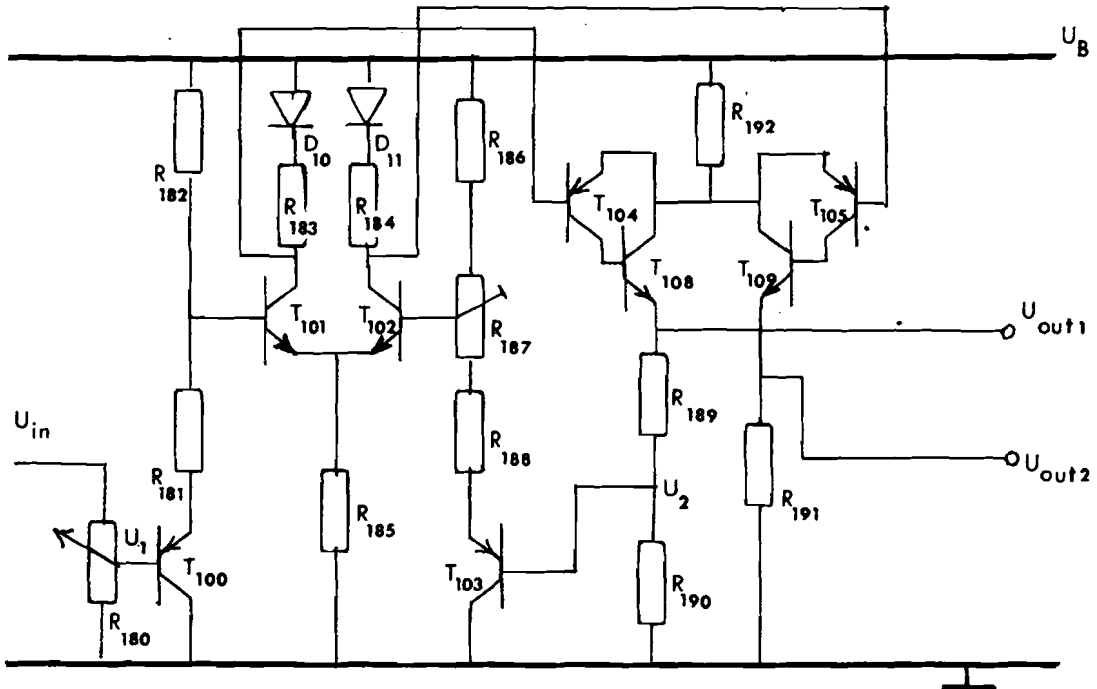 U_B
R_192
D_10
D_11
R_186
R_182
R_183
R_184
T_104
T_105
T_108
T_109
T_101
T_102
R_187
U_out1
R_189
U_in
R_188
U_2
U_out2
R_181
R_185
R_191
U_1
T_100
T_103
R_190
R_180